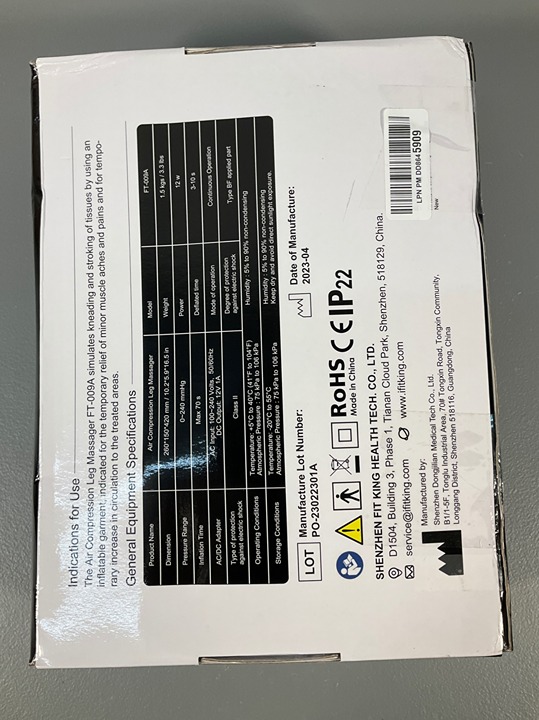 Indications for Use
The Air Compression Leg Massager FT-009A simulates kneading and stroking of tissues by using an
inflatable garment; indicated for the temporary relief of minor muscle aches and pains and for tempo-
rary increase in circulation to the treated areas.
General Equipment Specifications
Product Name Air Compression Leg Massager Model FT-009A
Dimension 260*150*420 mm / 10.2*5.9*16.5 in Weight 1.5 kgs / 3.3 lbs
Pressure Range 0-240 mmHg Power 12 w
Inflation Time Max 70 s Deflated time 3-10 s
AC/DC Adapter AC Input: 100~240 Volts, 50/60Hz Mode of operation Continuous Operation
DC Output: 12V 1A
Type of protection Class II Degree of protection Type BF applied part
against electric shock against electric shock
Operating Conditions Temperature: +5°C to 40°C (41°F to 104°F) Humidity : 5% to 90% non-condensing
Atmospheric Pressure : 75 kPa to 106 kPa
Storage Conditions Temperature: -20°C to 55°C Humidity : 5% to 90% non-condensing
Atmospheric Pressure : 75 kPa to 106 kPa Keep dry and avoid direct sunlight exposure.
LOT
Manufacture Lot Number:
PO-23022301A
Date of Manufacture:
2023-04
RoHS CE IP22
Made in China
SHENZHEN FIT KING HEALTH TECH. CO., LTD.
D1504, Building 3, Phase 1, Tianan Cloud Park, Shenzhen, 518129, China.
service@fitking.com www.ifitking.com
Manufactured by:
Shenzhen Dongjilian Medical Tech Co., Ltd.
B1/1-5F, Tongxi Industrial Area, 70# Tongxin Road, Tongxin Community,
Longgang District, Shenzhen 518116, Guangdong, China
LPN PM DD8645909
New